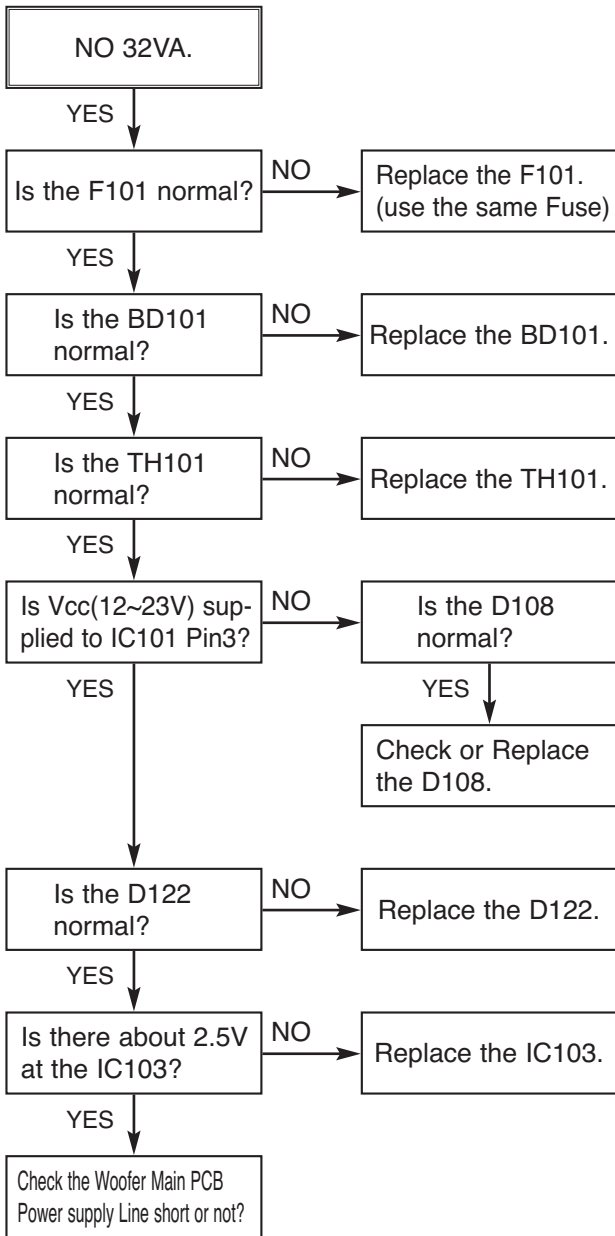 NO 32VA.
YES
Is the F101 normal?
NO
Replace the F101.
(use the same Fuse)
YES
Is the BD101
normal?
NO
Replace the BD101.
YES
Is the TH101
normal?
NO
Replace the TH101.
YES
Is Vcc(12~23V) sup-
plied to IC101 Pin3?
NO
Is the D108
normal?
YES
YES
Check or Replace
the D108.
Is the D122
normal?
NO
Replace the D122.
YES
Is there about 2.5V
at the IC103?
NO
Replace the IC103.
YES
Check the Woofer Main PCB
Power supply Line short or not?